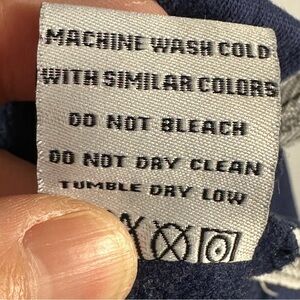 MACHINE WASH COLD
WITH SIMILAR COLORS
DO NOT BLEACH
DO NOT DRY CLEAN
TUMBLE DRY LOW